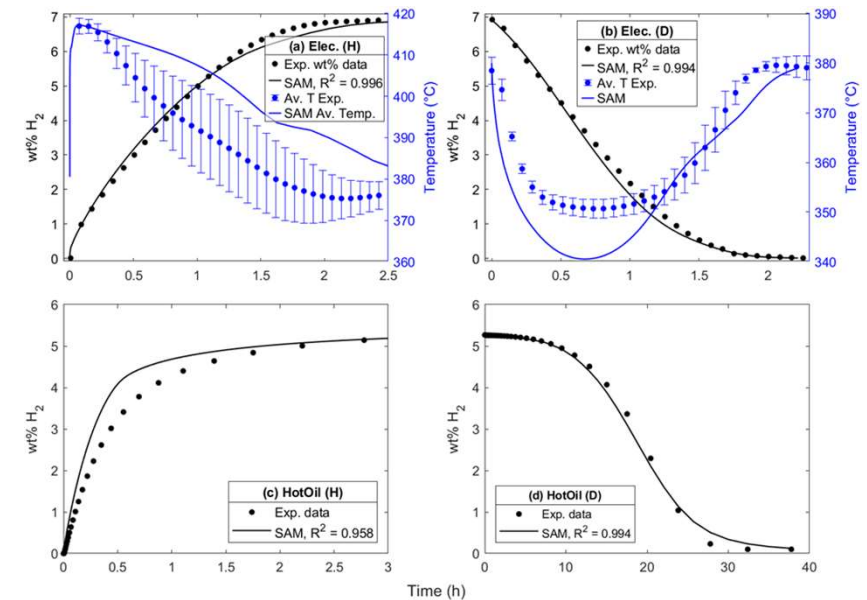 (a) Elec. (H)
Exp. wt% data
SAM, R² = 0.996
Av. T Exp.
SAM Av. Temp.
wt% H₂
7
6
5
4
3
2
1
0
0 0.5 1 1.5 2 2.5
420
410
400
390
380
370
360
Temperature (°C)
(b) Elec. (D)
Exp. wt% data
SAM, R² = 0.994
Av. T Exp.
SAM
wt% H₂
7
6
5
4
3
2
1
0
0 0.5 1 1.5 2
390
380
370
360
350
340
Temperature (°C)
(c) HotOil (H)
Exp. data
SAM, R² = 0.958
wt% H₂
6
5
4
3
2
1
0
0 0.5 1 1.5 2 2.5 3
(d) HotOil (D)
Exp. data
SAM, R² = 0.994
wt% H₂
6
5
4
3
2
1
0
0 10 20 30 40
Time (h)